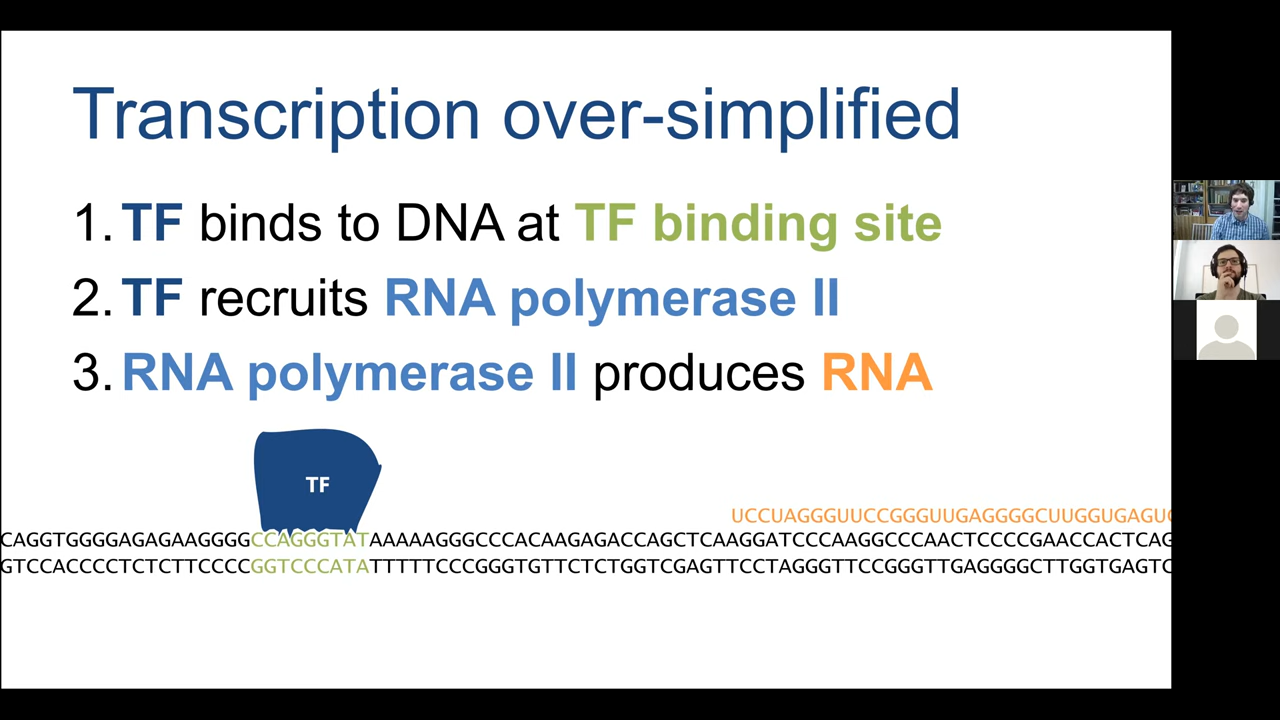 Transcription over-simplified
1. TF binds to DNA at TF binding site
2. TF recruits RNA polymerase II
3. RNA polymerase II produces RNA
TF
UCCUAGGGUUCCGGGUUGAGGGGCUUGGUGAGUC
CAGGTGGGGAGAGAAGGGGCCAGGGTATAAAAAGGGCCCACAAGAGACCAGCTCAAGGATCCCAAGGCCCAACTCCCCGAACCACTCAG
GTCCACCCCTCTCTTCCCCGGTCCCATATTTTTCCCGGGTGTTCTCTGGTCGAGTTCCTAGGGTTCCGGGTTGAGGGGCTTGGTGAGTC